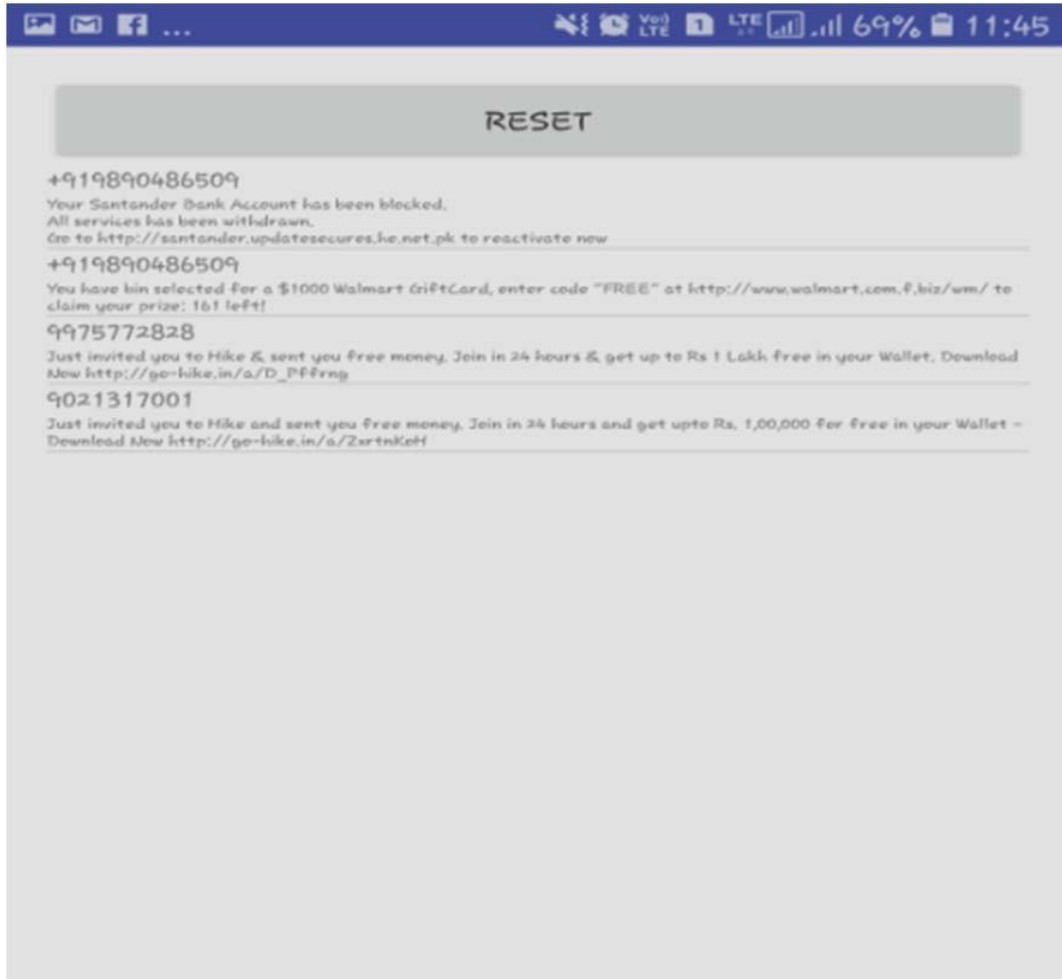 ... Vo) LTE 1 LTE 69% 11:45
RESET
+919890486509
Your Santander Bank Account has been blocked.
All services has been withdrawn.
Go to http://santander.updatesecures.he.net.pk to reactivate now
+919890486509
You have bin selected for a $1000 Walmart GiftCard, enter code "FREE" at http://www.walmart.com.f.biz/wm/ to
claim your prize: 161 left!
9975772828
Just invited you to Hike & sent you free money. Join in 24 hours & get up to Rs 1 Lakh free in your Wallet. Download
Now http://go-hike.in/a/D_Pffrng
9021317001
Just invited you to Hike and sent you free money. Join in 24 hours and get upto Rs. 1,00,000 for free in your Wallet -
Download Now http://go-hike.in/a/ZxrtnKoH